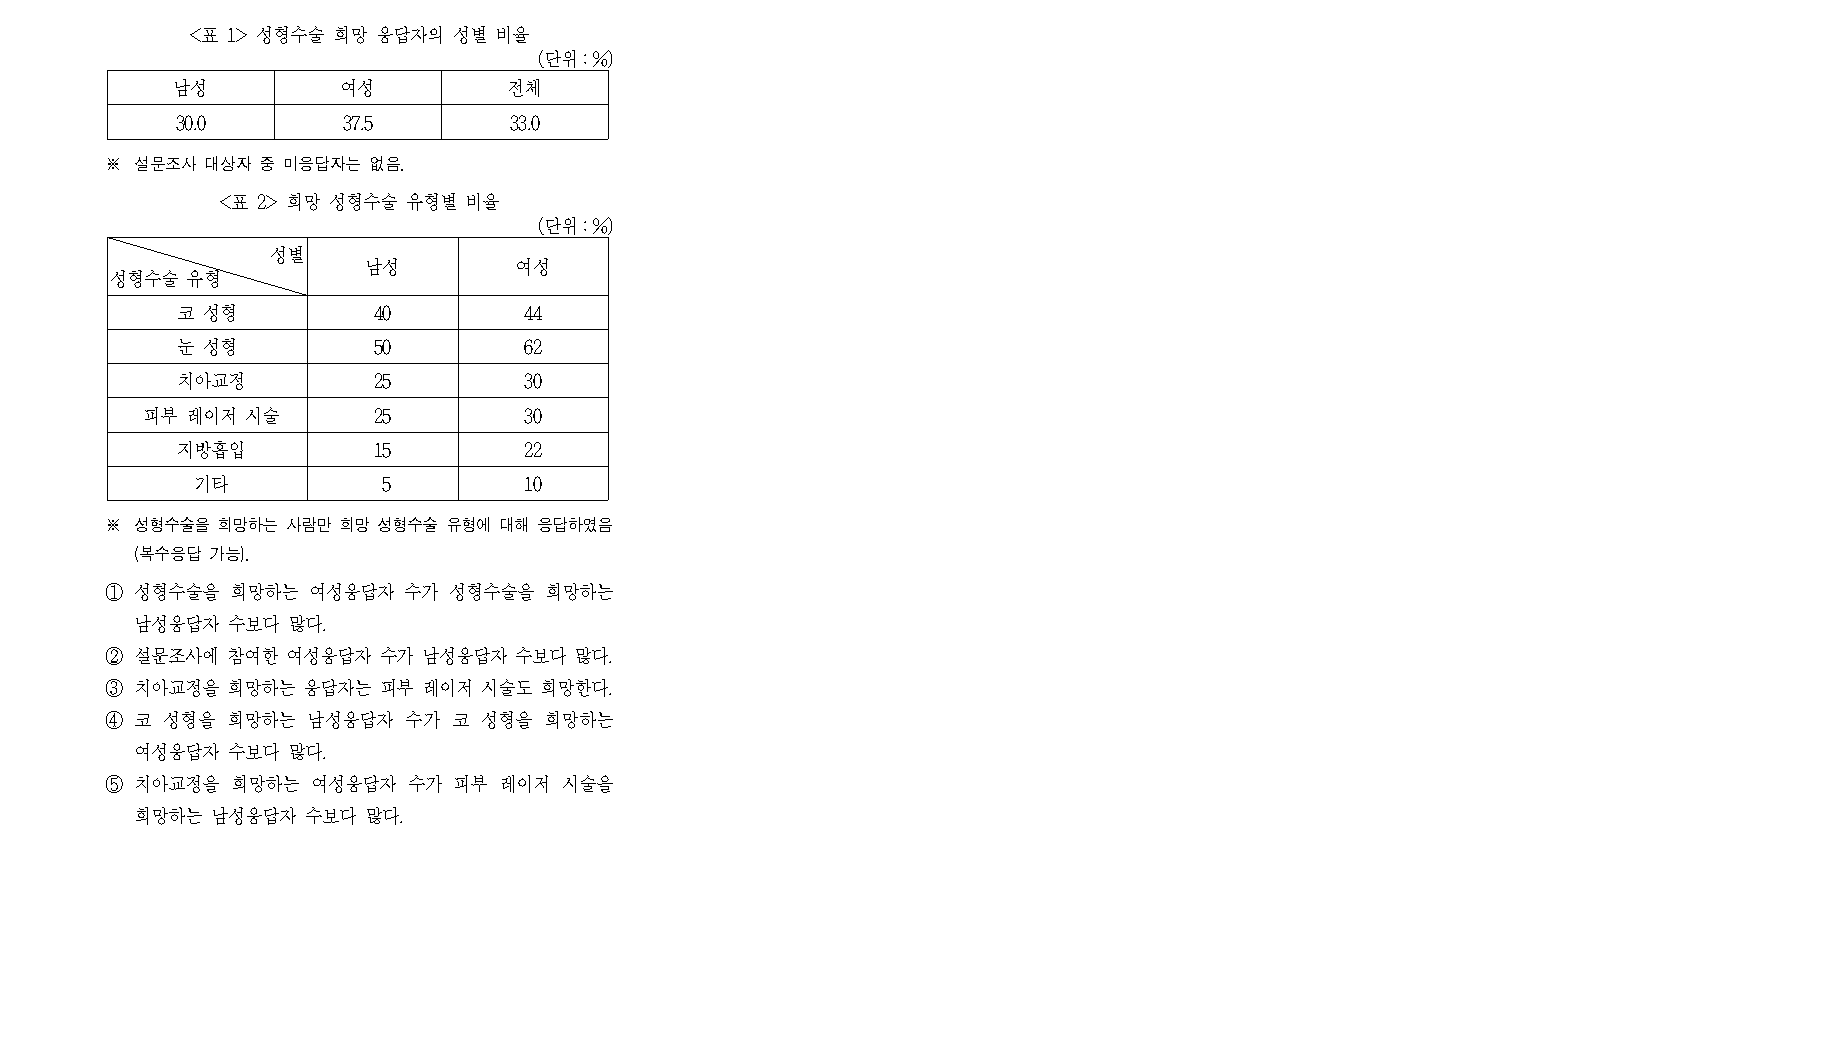 <표 1> 성형수술 희망 응답자의 성별 비율
(단위 : %)
남성 여성 전체
30.0 37.5 33.0
※ 설문조사 대상자 중 미응답자는 없음.
<표 2> 희망 성형수술 유형별 비율
(단위 : %)
성별
성형수술 유형 남성 여성
코 성형 40 44
눈 성형 50 62
치아교정 25 30
피부 레이저 시술 25 30
지방흡입 15 22
기타 5 10
※ 성형수술을 희망하는 사람만 희망 성형수술 유형에 대해 응답하였음
(복수응답 가능).
① 성형수술을 희망하는 여성응답자 수가 성형수술을 희망하는
남성응답자 수보다 많다.
② 설문조사에 참여한 여성응답자 수가 남성응답자 수보다 많다.
③ 치아교정을 희망하는 응답자는 피부 레이저 시술도 희망한다.
④ 코 성형을 희망하는 남성응답자 수가 코 성형을 희망하는
여성응답자 수보다 많다.
⑤ 치아교정을 희망하는 여성응답자 수가 피부 레이저 시술을
희망하는 남성응답자 수보다 많다.